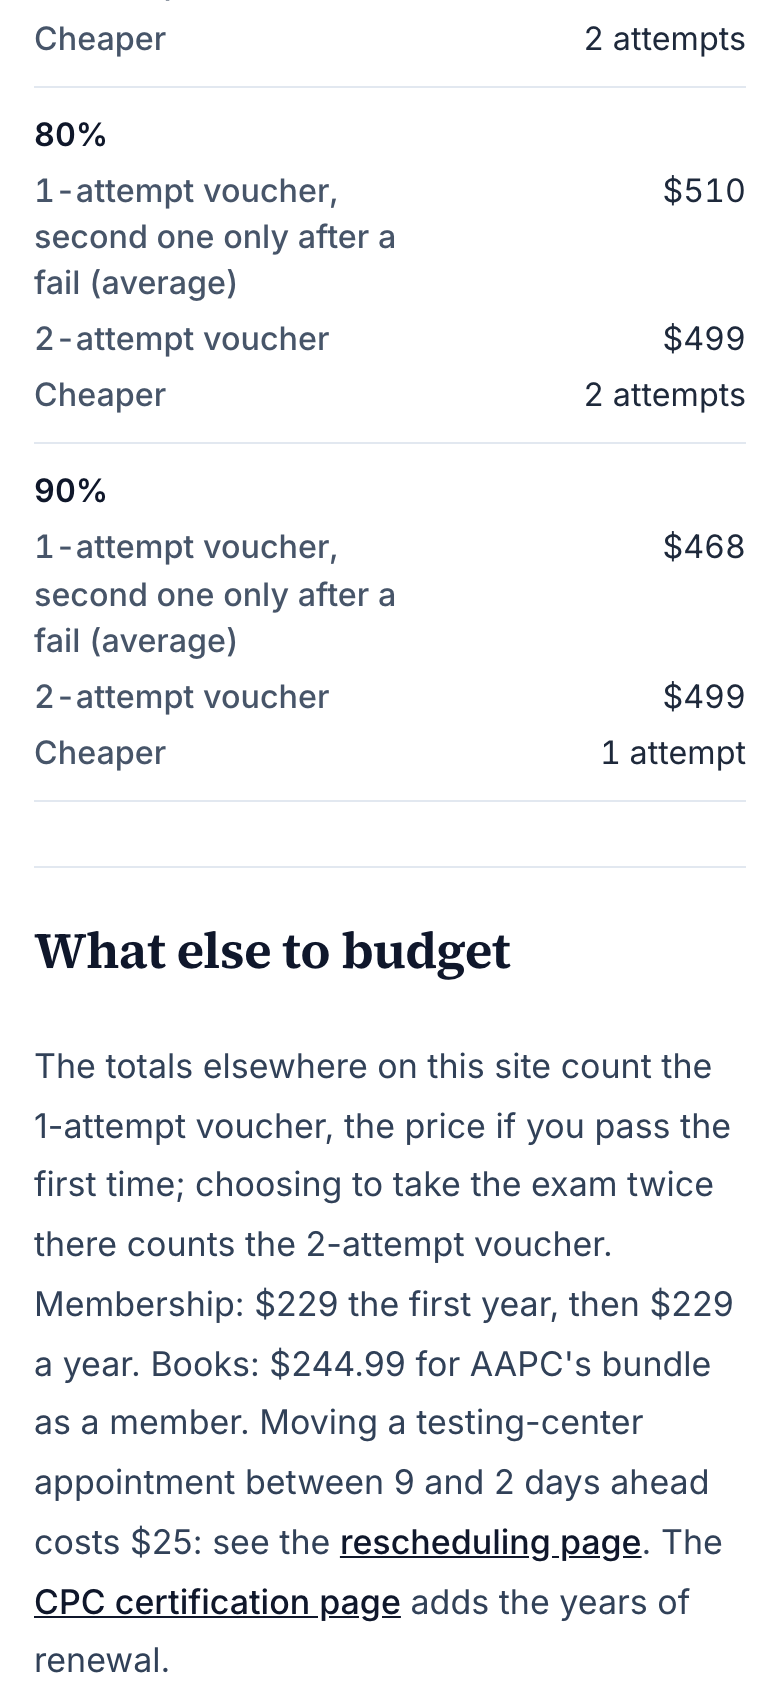 Cheaper 2 attempts
80%
1-attempt voucher, $510
second one only after a
fail (average)
2-attempt voucher $499
Cheaper 2 attempts
90%
1-attempt voucher, $468
second one only after a
fail (average)
2-attempt voucher $499
Cheaper 1 attempt
What else to budget
The totals elsewhere on this site count the
1-attempt voucher, the price if you pass the
first time; choosing to take the exam twice
there counts the 2-attempt voucher.
Membership: $229 the first year, then $229
a year. Books: $244.99 for AAPC's bundle
as a member. Moving a testing-center
appointment between 9 and 2 days ahead
costs $25: see the rescheduling page. The
CPC certification page adds the years of
renewal.